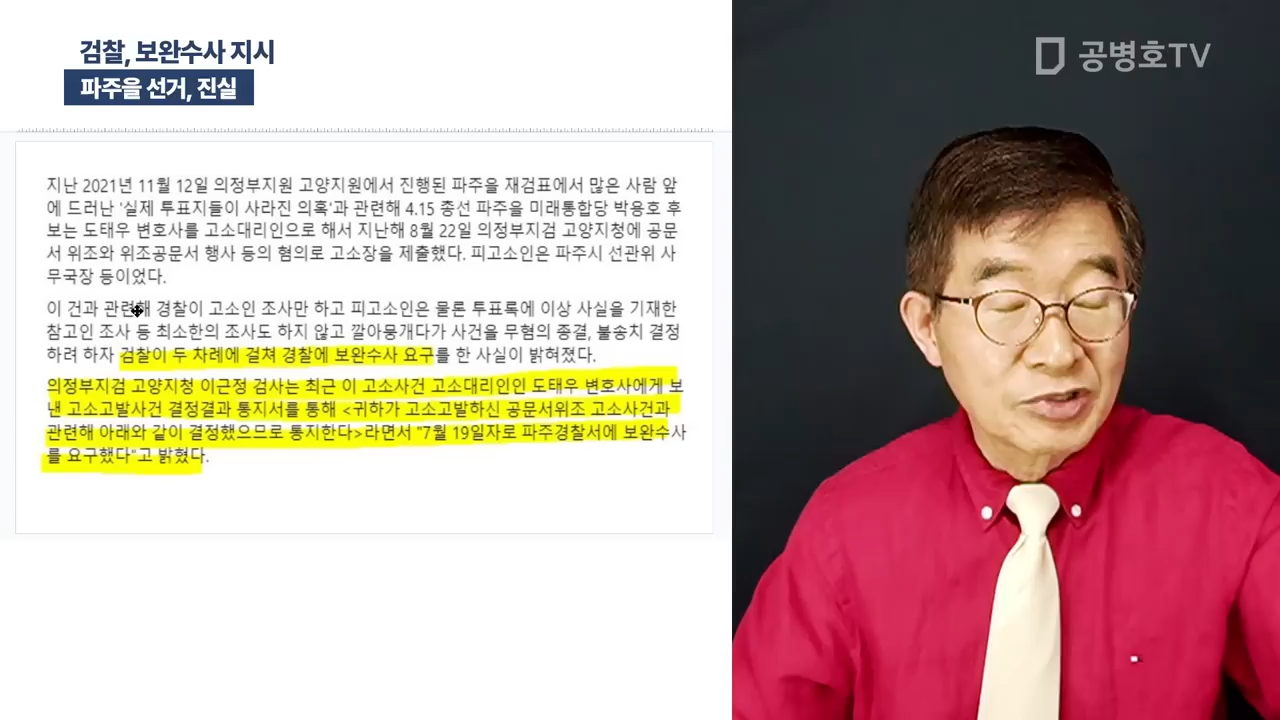 검찰, 보완수사 지시
파주을 선거, 진실
공병호TV
지난 2021년 11월 12일 의정부지원 고양지원에서 진행된 파주을 재검표에서 많은 사람 앞
에 드러난 '실제 투표지들이 사라진 의혹'과 관련해 4.15 총선 파주을 미래통합당 박용호 후
보는 도태우 변호사를 고소대리인으로 해서 지난해 8월 22일 의정부지검 고양지청에 공문
서 위조와 위조공문서 행사 등의 혐의로 고소장을 제출했다. 피고소인은 파주시 선관위 사
무국장 등이었다.
이 건과 관련해 경찰이 고소인 조사만 하고 피고소인은 물론 투표록에 이상 사실을 기재한
참고인 조사 등 최소한의 조사도 하지 않고 깔아뭉개다가 사건을 무혐의 종결, 불송치 결정
하려 하자 검찰이 두 차례에 걸쳐 경찰에 보완수사 요구를 한 사실이 밝혀졌다.
의정부지검 고양지청 이근정 검사는 최근 이 고소사건 고소대리인인 도태우 변호사에게 보
낸 고소고발사건 결정결과 통지서를 통해 <귀하가 고소고발하신 공문서위조 고소사건과
관련해 아래와 같이 결정했으므로 통지한다>라면서 "7월 19일자로 파주경찰서에 보완수사
를 요구했다"고 밝혔다.